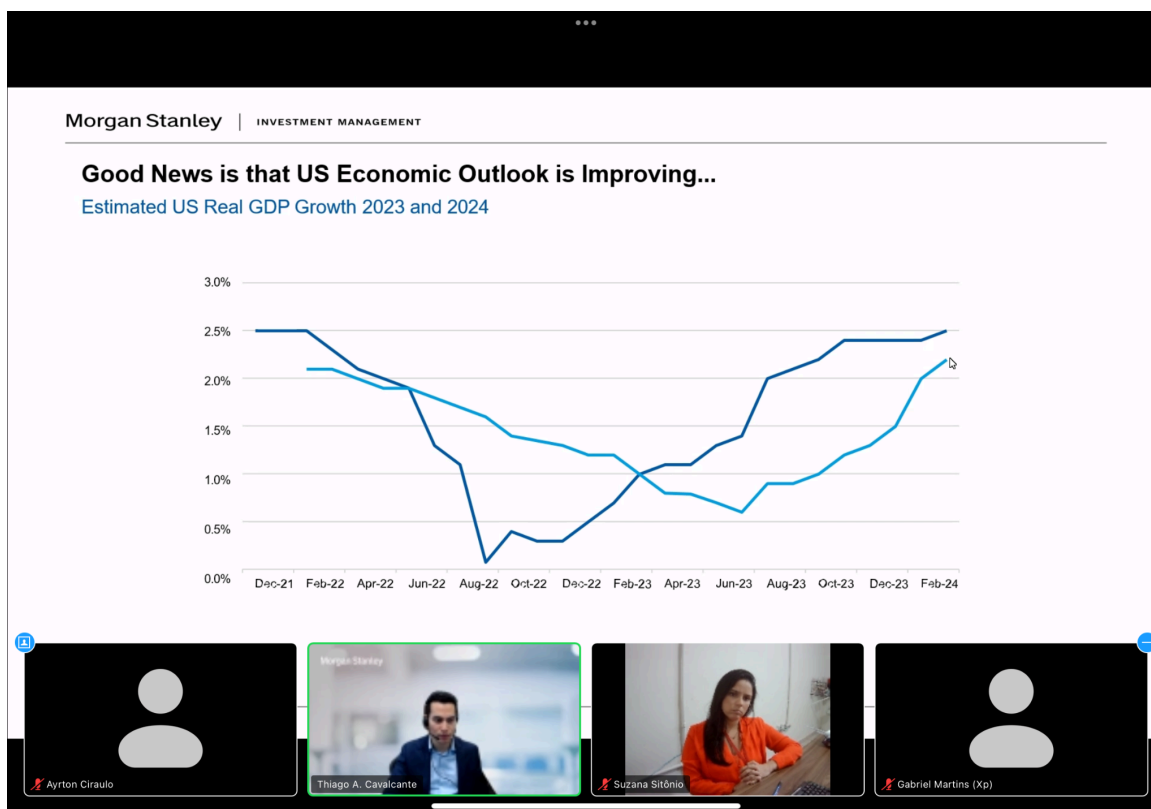 Morgan Stanley | INVESTMENT MANAGEMENT
Good News is that US Economic Outlook is Improving...
Estimated US Real GDP Growth 2023 and 2024
3.0%
2.5%
2.0%
1.5%
1.0%
0.5%
0.0%
Dec-21 Feb-22 Apr-22 Jun-22 Aug-22 Oct-22 Dec-22 Feb-23 Apr-23 Jun-23 Aug-23 Oct-23 Dec-23 Feb-24
Morgan Stanley
Ayrton Ciraulo
Thiago A. Cavalcante
Suzana Sitônio
Gabriel Martins (Xp)